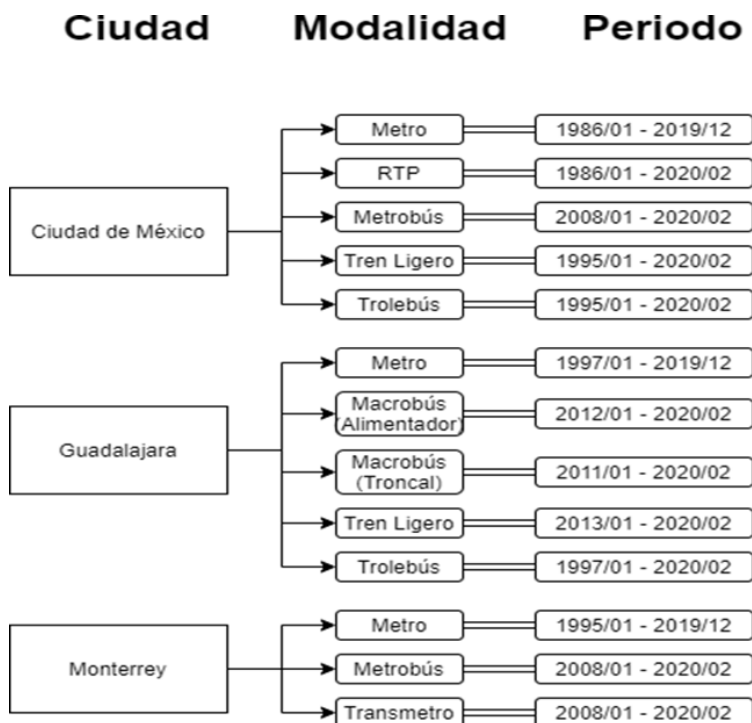 Ciudad Modalidad Periodo
Metro 1986/01 - 2019/12
RTP 1986/01 - 2020/02
Ciudad de México
Metrobús 2008/01 - 2020/02
Tren Ligero 1995/01 - 2020/02
Trolebús 1995/01 - 2020/02
Metro 1997/01 - 2019/12
Macrobús
(Alimentador) 2012/01 - 2020/02
Guadalajara
Macrobús
(Troncal) 2011/01 - 2020/02
Tren Ligero 2013/01 - 2020/02
Trolebús 1997/01 - 2020/02
Metro 1995/01 - 2019/12
Monterrey Metrobús 2008/01 - 2020/02
Transmetro 2008/01 - 2020/02